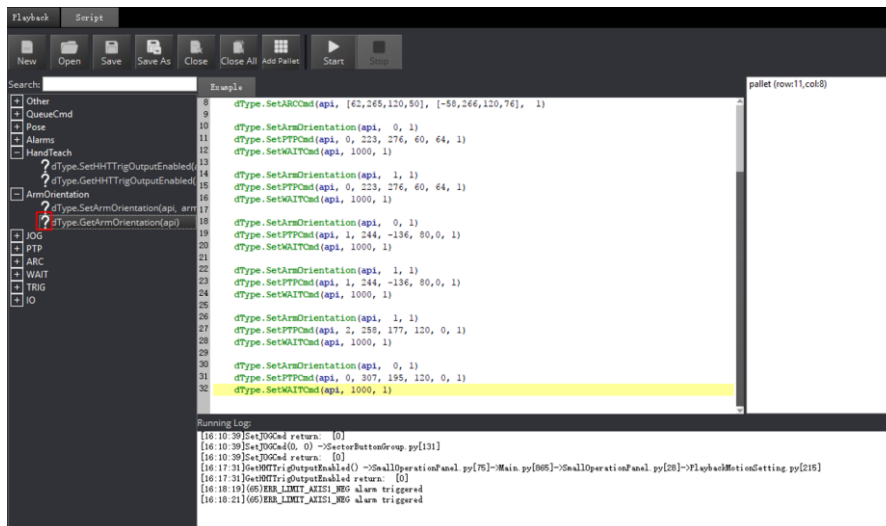 Playback Script
New Open Save Save As Close Close All Add Pallet Start Stop
Search:
+ Other
+ QueueCmd
+ Pose
+ Alarms
- HandTeach
? dType.SetHHTTrigOutputEnabled(
? dType.GetHHTTrigOutputEnabled(
- ArmOrientation
? dType.SetArmOrientation(api, arm
? dType.GetArmOrientation(api)
+ JOG
+ PTP
+ ARC
+ WAIT
+ TRIG
+ IO
Example
8 dType.SetARCCmd(api, [62,265,120,50], [-58,266,120,76], 1)
9
10 dType.SetArmOrientation(api, 0, 1)
11 dType.SetPTPCmd(api, 0, 223, 276, 60, 64, 1)
12 dType.SetWAITCmd(api, 1000, 1)
13
14 dType.SetArmOrientation(api, 1, 1)
15 dType.SetPTPCmd(api, 0, 223, 276, 60, 64, 1)
16 dType.SetWAITCmd(api, 1000, 1)
17
18 dType.SetArmOrientation(api, 0, 1)
19 dType.SetPTPCmd(api, 1, 244, -136, 80,0, 1)
20 dType.SetWAITCmd(api, 1000, 1)
21
22 dType.SetArmOrientation(api, 1, 1)
23 dType.SetPTPCmd(api, 1, 244, -136, 80,0, 1)
24 dType.SetWAITCmd(api, 1000, 1)
25
26 dType.SetArmOrientation(api, 1, 1)
27 dType.SetPTPCmd(api, 2, 258, 177, 120, 0, 1)
28 dType.SetWAITCmd(api, 1000, 1)
29
30 dType.SetArmOrientation(api, 0, 1)
31 dType.SetPTPCmd(api, 0, 307, 195, 120, 0, 1)
32 dType.SetWAITCmd(api, 1000, 1)
pallet (row:11,col:8)
Running Log:
[16:10:39]SetJOGCmd return: [0]
[16:10:39]SetJOGCmd(0, 0) ->SectorButtonGroup.py[131]
[16:10:39]SetJOGCmd return: [0]
[16:17:31]GetHHTTrigOutputEnabled() ->SmallOperationPanel.py[75]->Main.py[865]->SmallOperationPanel.py[28]->PlaybackMotionSetting.py[215]
[16:17:31]GetHHTTrigOutputEnabled return: [0]
[16:18:19](65)ERR_LIMIT_AXIS1_NEG alarm triggered
[16:18:21](65)ERR_LIMIT_AXIS1_NEG alarm triggered